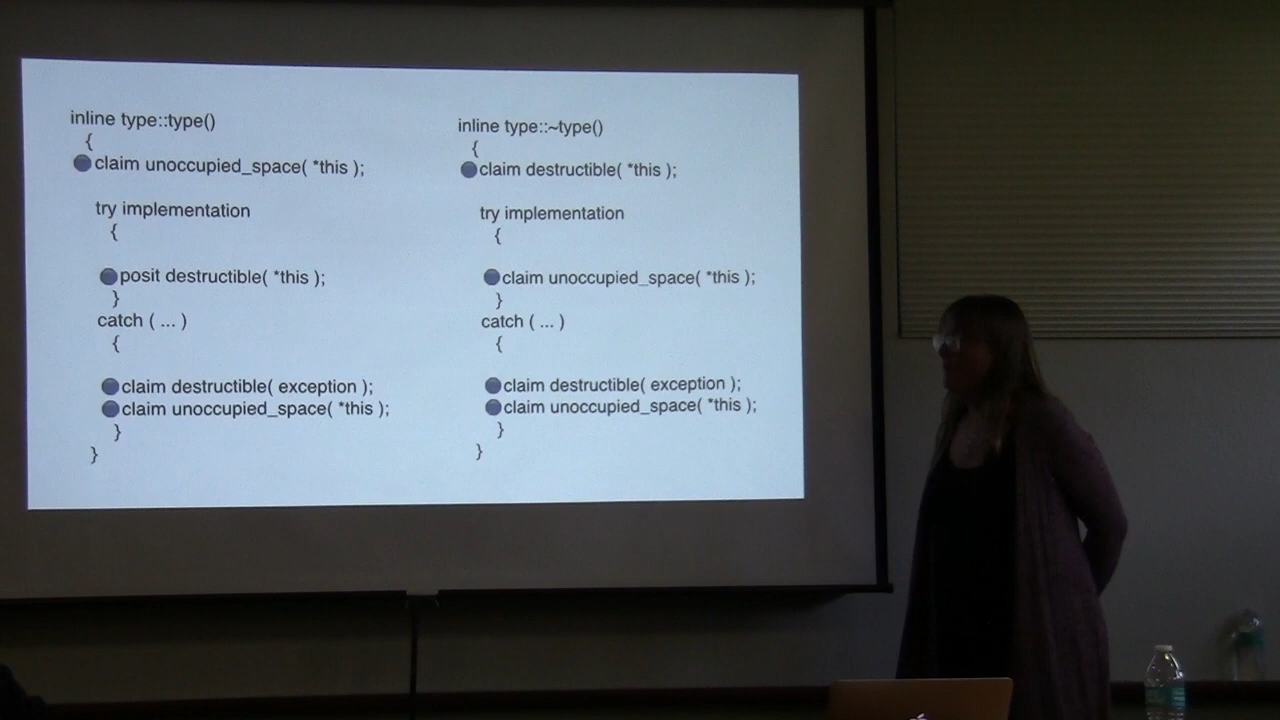 inline type::type()
{
claim unoccupied_space( *this );
try implementation
{
posit destructible( *this );
}
catch ( ... )
{
claim destructible( exception );
claim unoccupied_space( *this );
}
}
inline type::~type()
{
claim destructible( *this );
try implementation
{
claim unoccupied_space( *this );
}
catch ( ... )
{
claim destructible( exception );
claim unoccupied_space( *this );
}
}